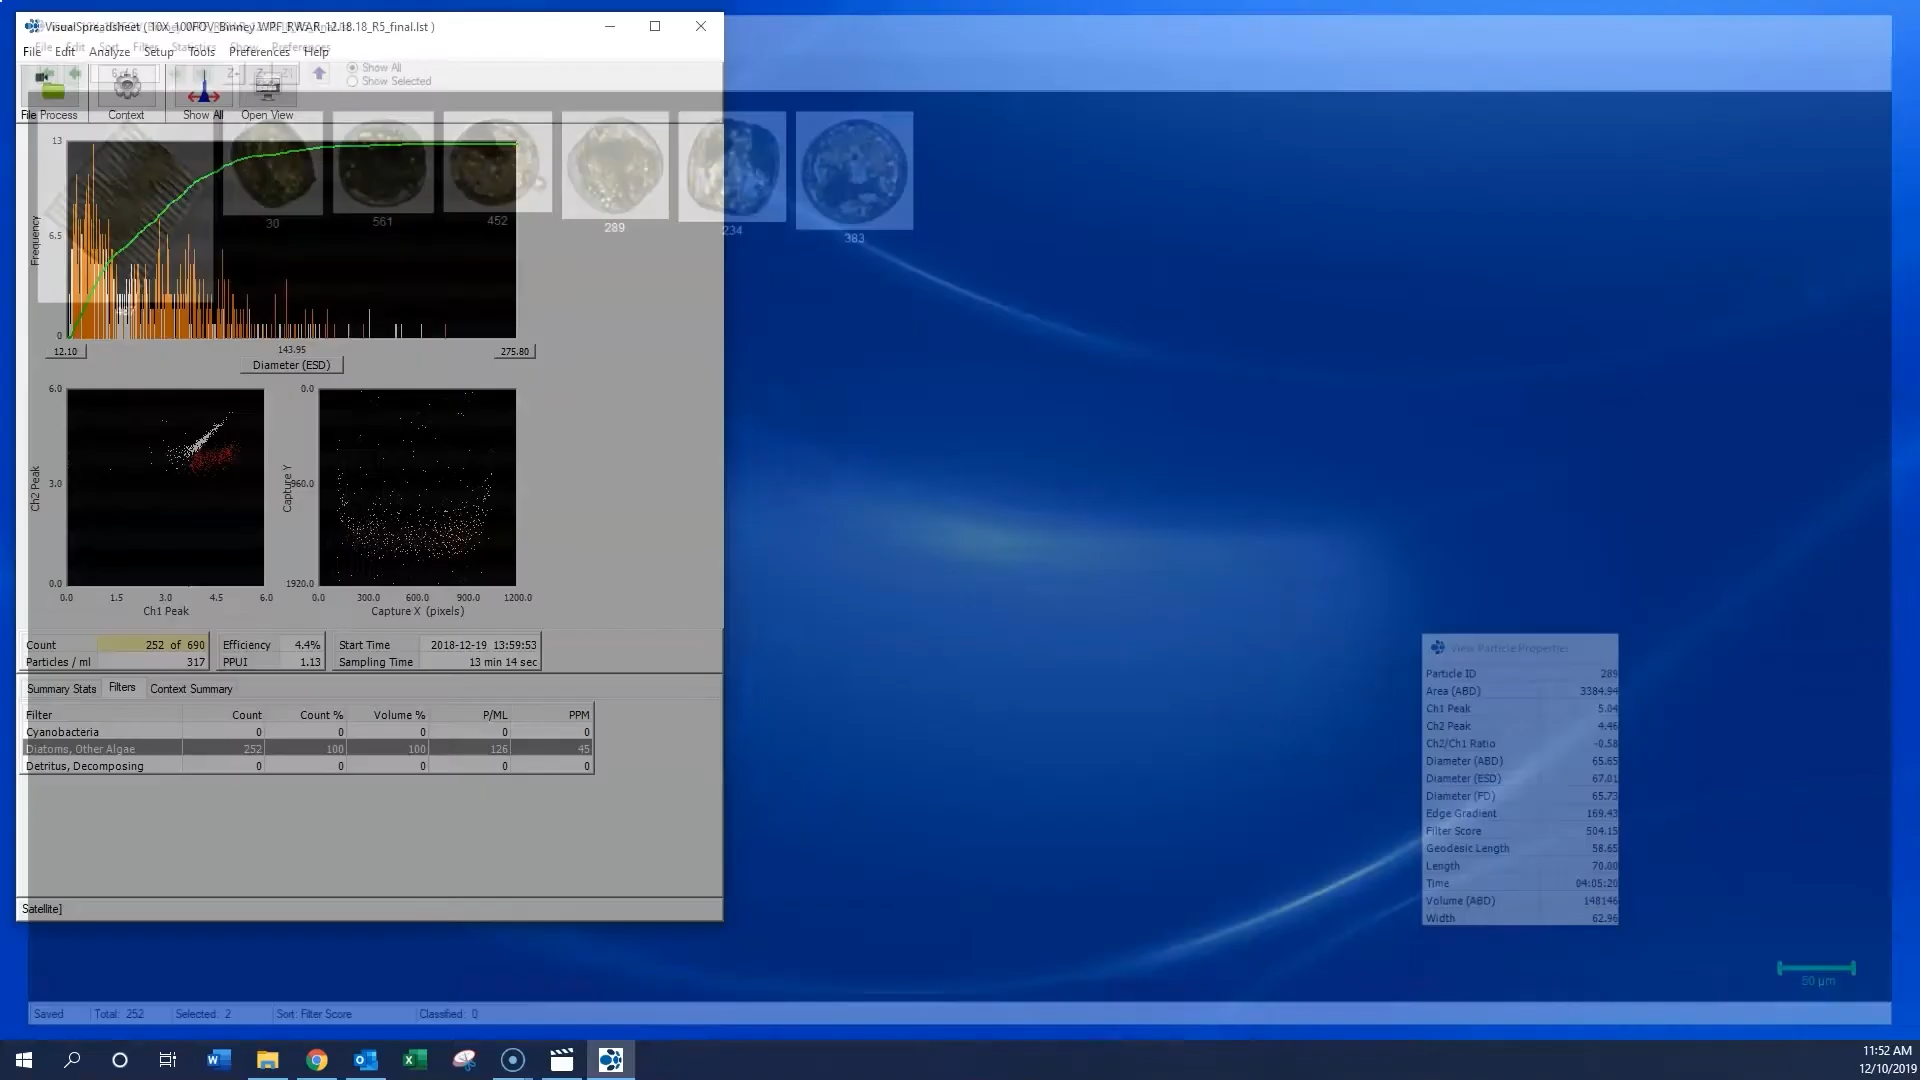 VisualSpreadsheet ( 10X_100FOV_Binney WPF_RWAR_12.18.18_R5_final.lst )
File Edit Analyze Setup Tools Preferences Help
File Edit Sort Filter Statistics Show Preferences
Show All
Show Selected
File Process Context Show All Open View
13
6.5
0
Frequency
12.10 143.95 275.80
Diameter (ESD)
30 561 452 289 234 383
6.0
3.0
0.0
Ch2 Peak
0.0 1.5 3.0 4.5 6.0
Ch1 Peak
0.0
960.0
1920.0
Capture Y
0.0 300.0 600.0 900.0 1200.0
Capture X (pixels)
Count 252 of 690 Efficiency 4.4% Start Time 2018-12-19 13:59:53
Particles / ml 317 PPUI 1.13 Sampling Time 13 min 14 sec
Summary Stats Filters Context Summary
Filter Count Count % Volume % P/ML PPM
Cyanobacteria 0 0 0 0 0
Diatoms, Other Algae 252 100 100 126 45
Detritus, Decomposing 0 0 0 0 0
Satellite]
View Particle Properties
Particle ID 289
Area (ABD) 3384.94
Ch1 Peak 5.04
Ch2 Peak 4.46
Ch2/Ch1 Ratio -0.58
Diameter (ABD) 65.65
Diameter (ESD) 67.01
Diameter (FD) 65.73
Edge Gradient 169.43
Filter Score 504.15
Geodesic Length 58.65
Length 70.00
Time 04:05:20
Volume (ABD) 148146
Width 62.96
50 µm
Saved Total: 252 Selected: 2 Sort: Filter Score Classified: 0
11:52 AM
12/10/2019